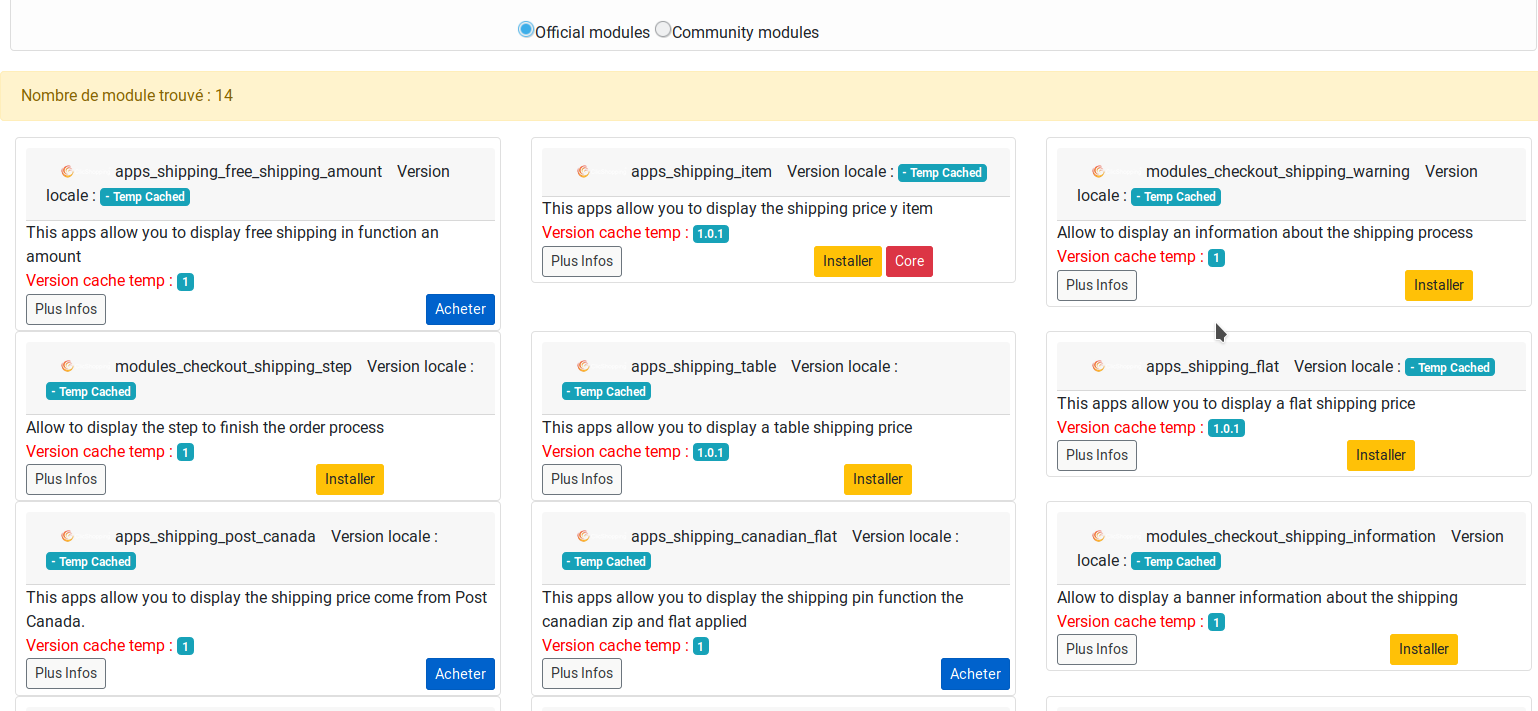 Official modules Community modules
Nombre de module trouvé : 14
apps_shipping_free_shipping_amount Version
locale : - Temp Cached
This apps allow you to display free shipping in function an
amount
Version cache temp : 1
Plus Infos Acheter
apps_shipping_item Version locale : - Temp Cached
This apps allow you to display the shipping price y item
Version cache temp : 1.0.1
Plus Infos Installer Core
modules_checkout_shipping_warning Version
locale : - Temp Cached
Allow to display an information about the shipping process
Version cache temp : 1
Plus Infos Installer
modules_checkout_shipping_step Version locale :
- Temp Cached
Allow to display the step to finish the order process
Version cache temp : 1
Plus Infos Installer
apps_shipping_table Version locale :
- Temp Cached
This apps allow you to display a table shipping price
Version cache temp : 1.0.1
Plus Infos Installer
apps_shipping_flat Version locale : - Temp Cached
This apps allow you to display a flat shipping price
Version cache temp : 1.0.1
Plus Infos Installer
apps_shipping_post_canada Version locale :
- Temp Cached
This apps allow you to display the shipping price come from Post
Canada.
Version cache temp : 1
Plus Infos Acheter
apps_shipping_canadian_flat Version locale :
- Temp Cached
This apps allow you to display the shipping pin function the
canadian zip and flat applied
Version cache temp : 1
Plus Infos Acheter
modules_checkout_shipping_information Version
locale : - Temp Cached
Allow to display a banner information about the shipping
Version cache temp : 1
Plus Infos Installer